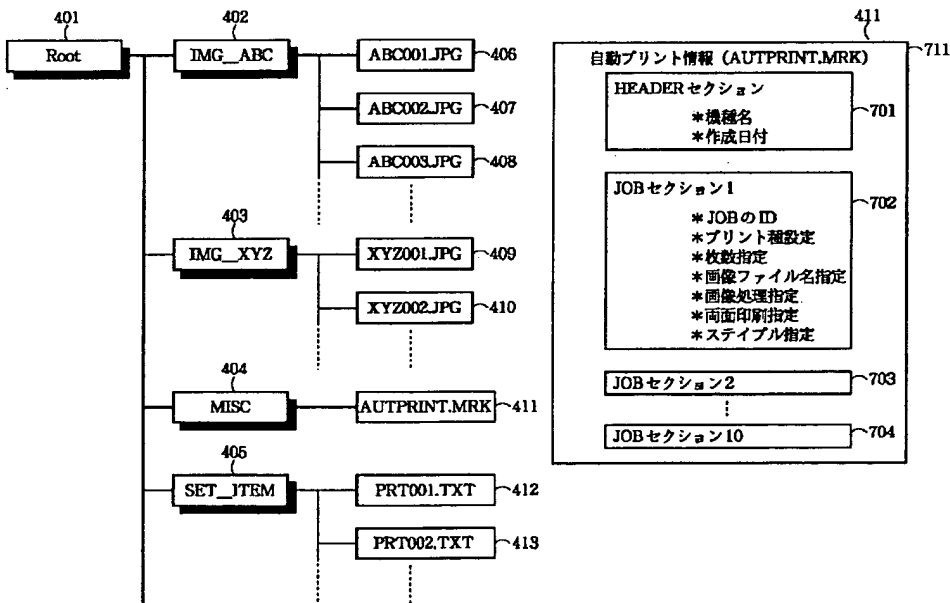 401
Root
402
IMG__ABC
ABC001.JPG
406
ABC002.JPG
407
ABC003.JPG
408
403
IMG__XYZ
XYZ001.JPG
409
XYZ002.JPG
410
404
MISC
AUTPRINT.MRK
411
405
SET__ITEM
PRT001.TXT
412
PRT002.TXT
413
411
711
自動プリント情報（AUTPRINT.MRK）
HEADERセクション
701
＊機種名
＊作成日付
JOBセクション1
702
＊JOBのID
＊プリント種設定
＊枚数指定
＊画像ファイル名指定
＊画像処理指定
＊両面印刷指定
＊ステイプル指定
JOBセクション2
703
JOBセクション10
704